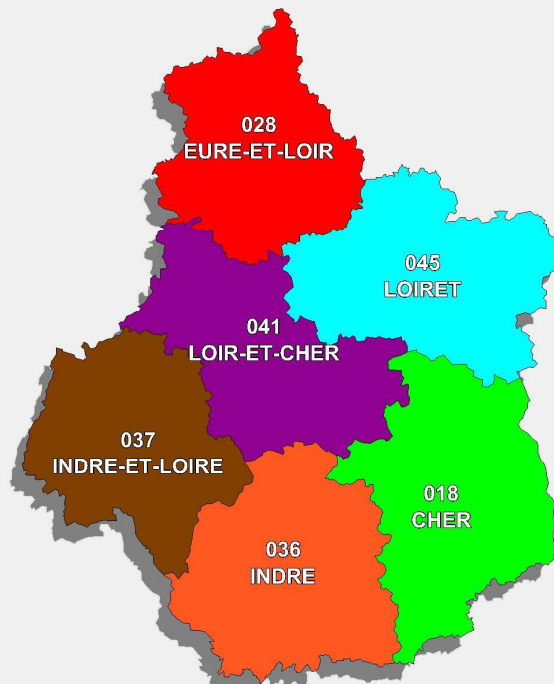 028
EURE-ET-LOIR
045
LOIRET
041
LOIR-ET-CHER
037
INDRE-ET-LOIRE
018
CHER
036
INDRE